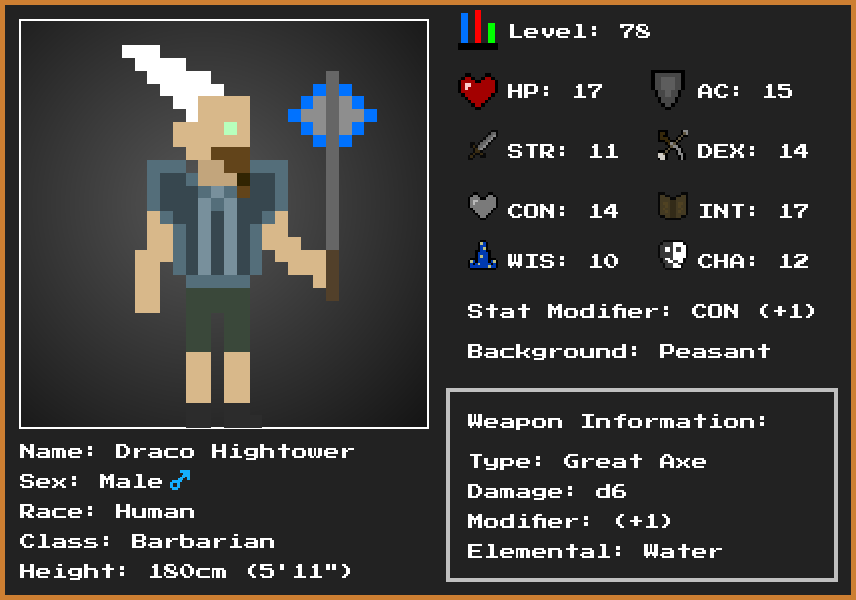 Level: 78
HP: 17 AC: 15
STR: 11 DEX: 14
CON: 14 INT: 17
WIS: 10 CHA: 12
Stat Modifier: CON (+1)
Background: Peasant
Weapon Information:
Type: Great Axe
Damage: d6
Modifier: (+1)
Elemental: Water
Name: Draco Hightower
Sex: Male ♂
Race: Human
Class: Barbarian
Height: 180cm (5'11")